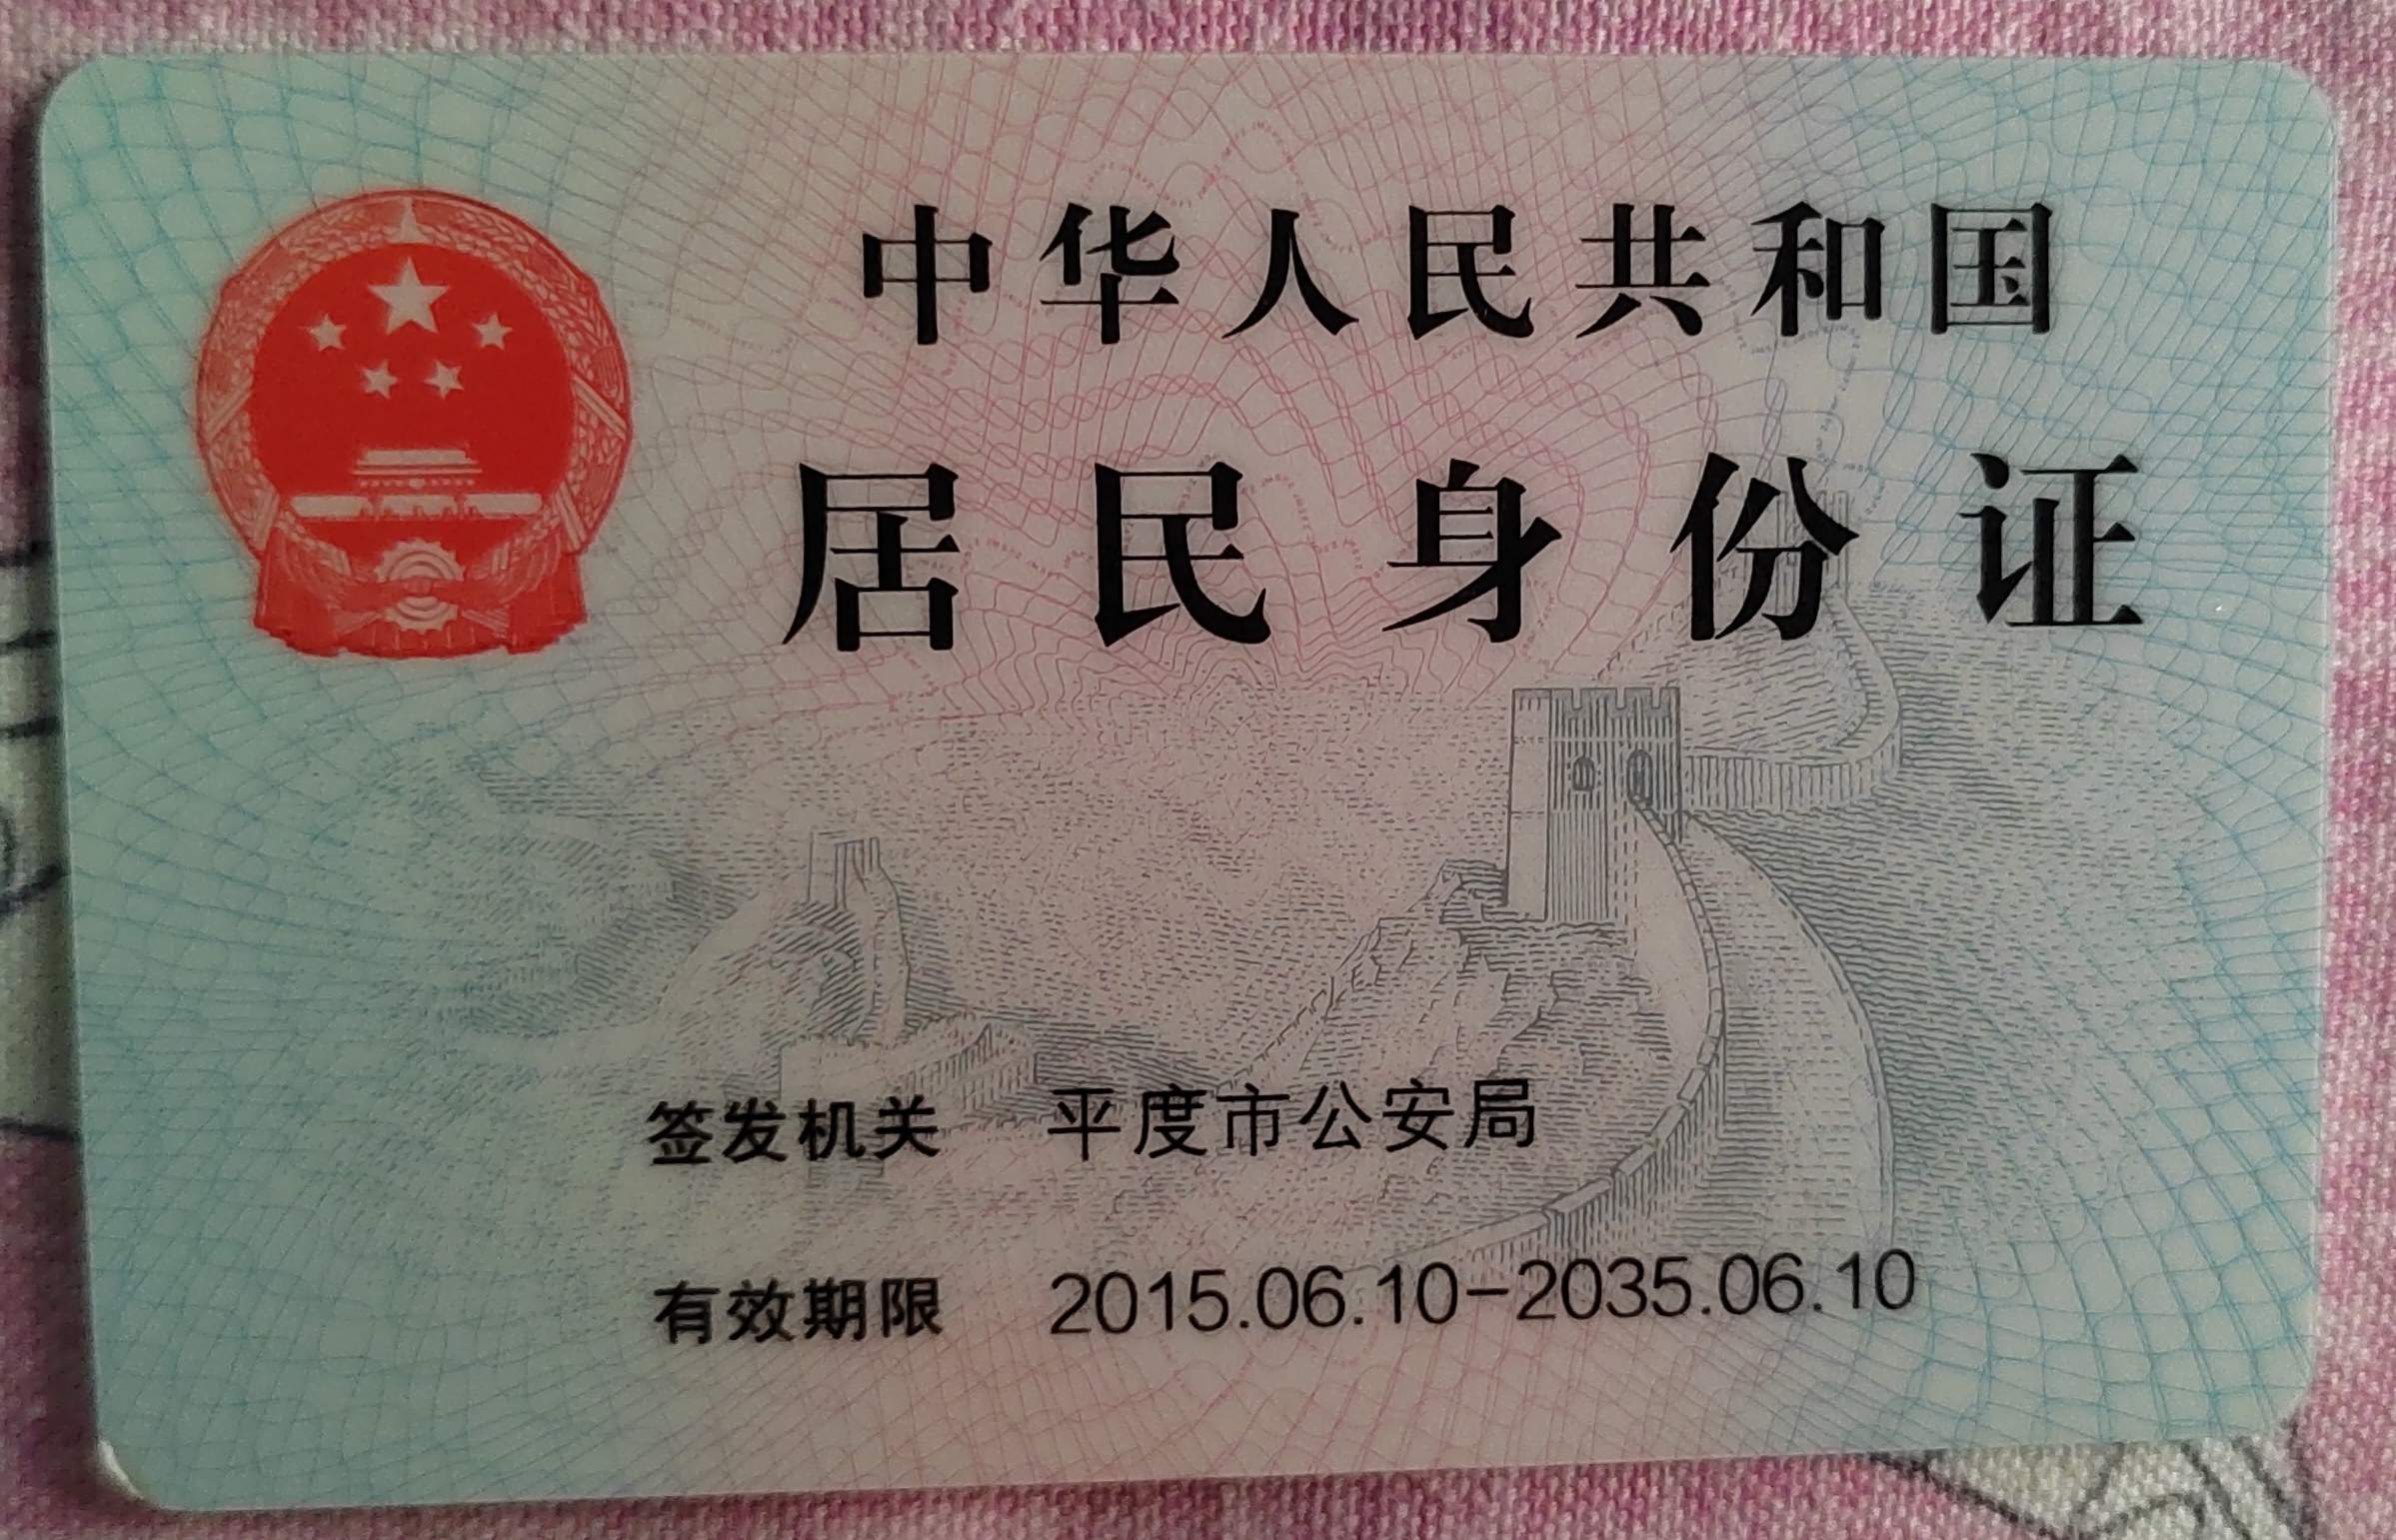 中华人民共和国
居民身份证
签发机关 平度市公安局
有效期限 2015.06.10-2035.06.10